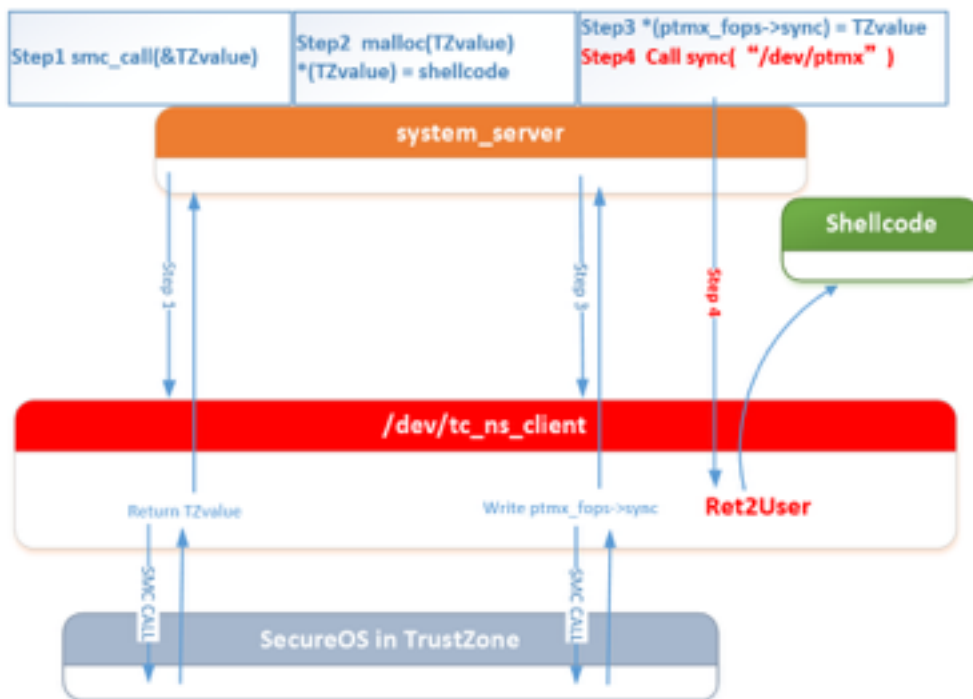 Step1 smc_call(&TZvalue)
Step2 malloc(TZvalue)
*(TZvalue) = shellcode
Step3 *(ptmx_fops->sync) = TZvalue
Step4 Call sync(“/dev/ptmx”)
system_server
Shellcode
Step 1
Step 3
Step 4
/dev/tc_ns_client
Return TZvalue
Write ptmx_fops->sync
Ret2User
SMC CALL
SMC CALL
SecureOS in TrustZone